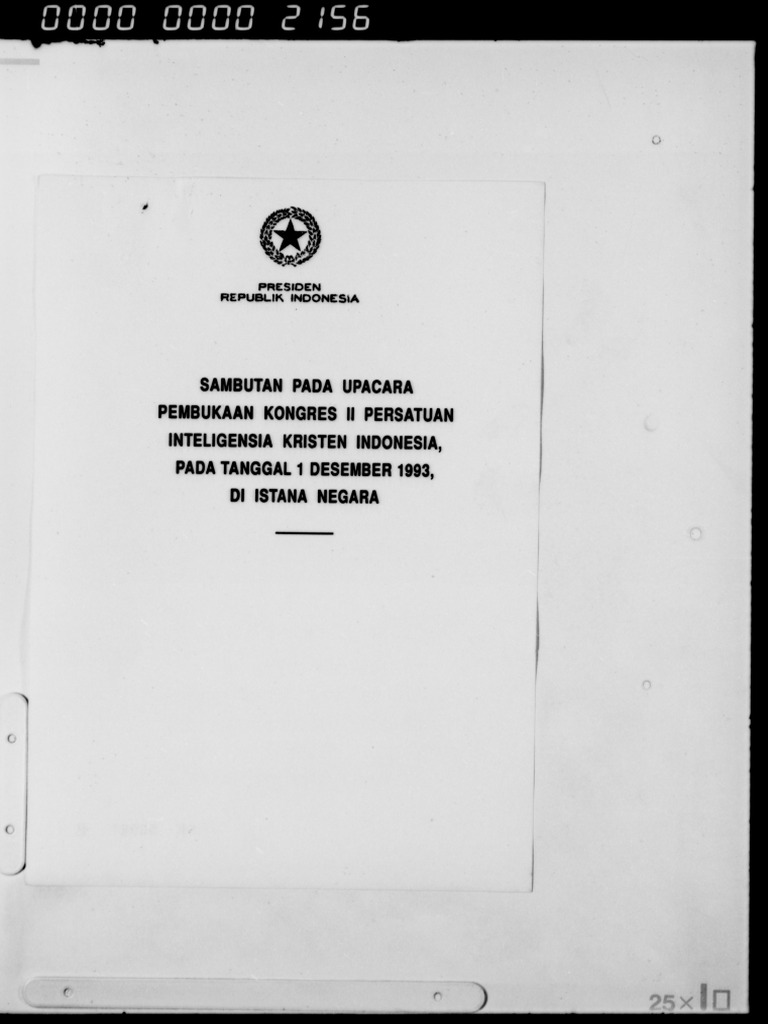 0000 0000 2156
PRESIDEN
REPUBLIK INDONESIA
SAMBUTAN PADA UPACARA
PEMBUKAAN KONGRES II PERSATUAN
INTELIGENSIA KRISTEN INDONESIA,
PADA TANGGAL 1 DESEMBER 1993,
DI ISTANA NEGARA
25×